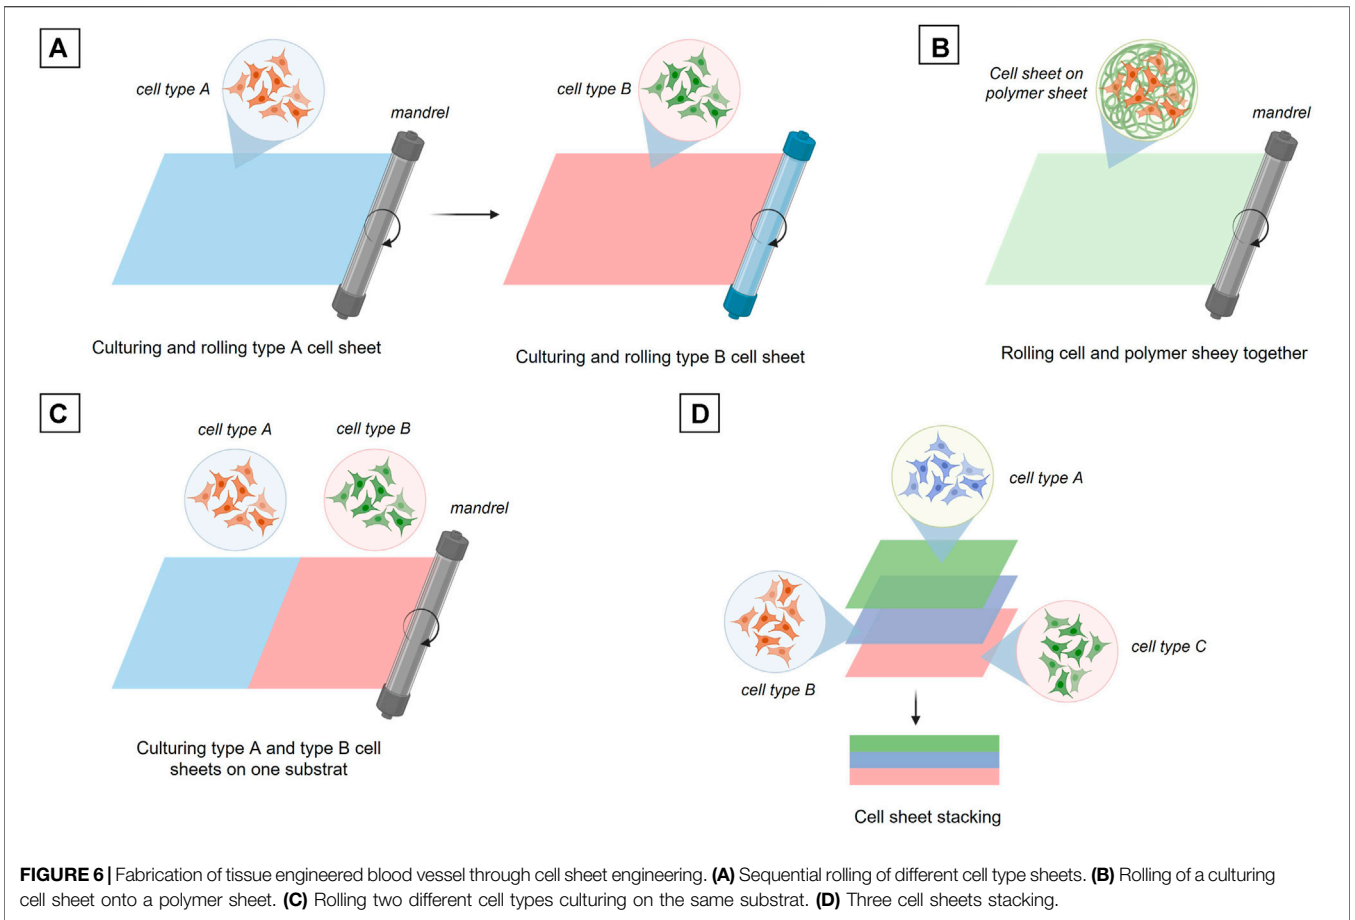 A
cell type A
mandrel
Culturing and rolling type A cell sheet
cell type B
Culturing and rolling type B cell sheet
B
Cell sheet on
polymer sheet
mandrel
Rolling cell and polymer sheey together
C
cell type A
cell type B
mandrel
Culturing type A and type B cell
sheets on one substrat
D
cell type A
cell type B
cell type C
Cell sheet stacking
FIGURE 6 | Fabrication of tissue engineered blood vessel through cell sheet engineering. (A) Sequential rolling of different cell type sheets. (B) Rolling of a culturing
cell sheet onto a polymer sheet. (C) Rolling two different cell types culturing on the same substrat. (D) Three cell sheets stacking.